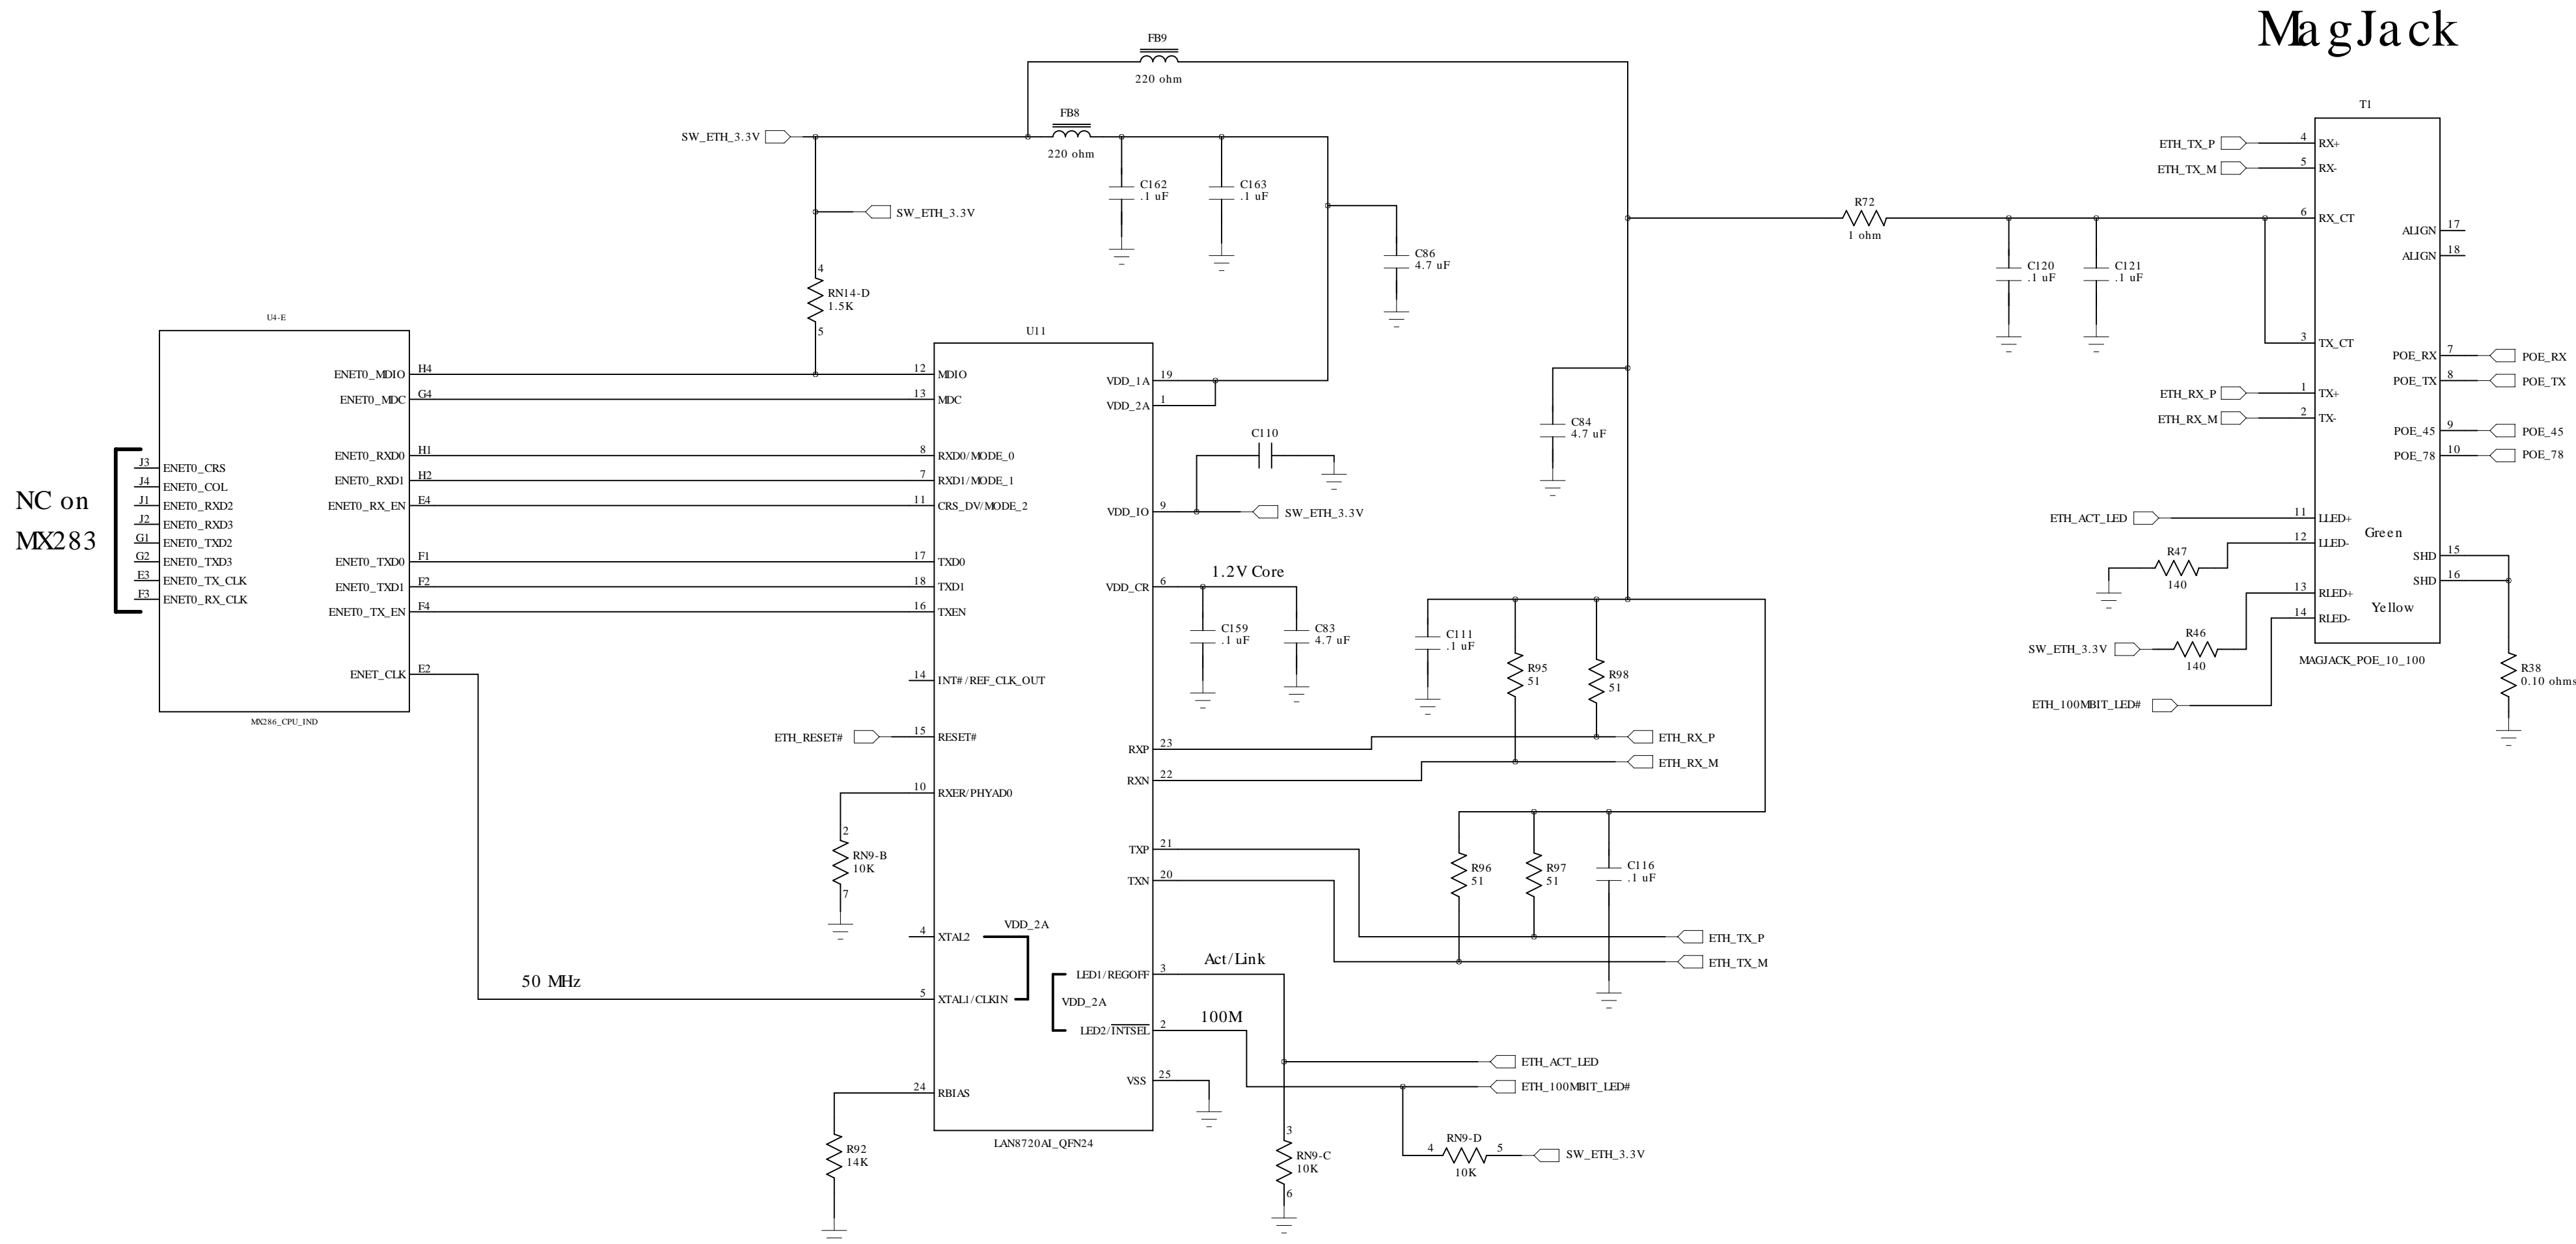 MagJack
FB9
220 ohm
FB8
220 ohm
SW_ETH_3.3V
SW_ETH_3.3V
C162
.1 uF
C163
.1 uF
C86
4.7 uF
4
RN14-D
1.5K
5
R72
1 ohm
C120
.1 uF
C121
.1 uF
C84
4.7 uF
U4-E
ENET0_MDIO H4
ENET0_MDC G4
ENET0_RXD0 H1
ENET0_RXD1 H2
ENET0_RX_EN E4
ENET0_TXD0 F1
ENET0_TXD1 F2
ENET0_TX_EN F4
ENET_CLK E2
NC on
MX283
J3 ENET0_CRS
J4 ENET0_COL
J1 ENET0_RXD2
J2 ENET0_RXD3
G1 ENET0_TXD2
G2 ENET0_TXD3
E3 ENET0_TX_CLK
F3 ENET0_RX_CLK
MX286_CPU_IND
50 MHz
U11
12 MDIO
13 MDC
8 RXD0/MODE_0
7 RXD1/MODE_1
11 CRS_DV/MODE_2
17 TXD0
18 TXD1
16 TXEN
14 INT#/REF_CLK_OUT
ETH_RESET# 15 RESET#
10 RXER/PHYAD0
2
RN9-B
10K
7
4 XTAL2
VDD_2A
5 XTAL1/CLKIN
24 RBIAS
R92
14K
VDD_1A 19
VDD_2A 1
VDD_IO 9
SW_ETH_3.3V
C110
VDD_CR 6
1.2V Core
C159
.1 uF
C83
4.7 uF
C111
.1 uF
R95
51
R98
51
RXP 23
ETH_RX_P
RXN 22
ETH_RX_M
TXP 21
TXN 20
R96
51
R97
51
C116
.1 uF
ETH_TX_P
ETH_TX_M
LED1/REGOFF 3
Act/Link
VDD_2A
LED2/INTSEL 2
100M
VSS 25
LAN8720AI_QFN24
ETH_ACT_LED
ETH_100MBIT_LED#
3
RN9-C
10K
6
RN9-D
4 5
10K
SW_ETH_3.3V
T1
ETH_TX_P 4 RX+
ETH_TX_M 5 RX-
6 RX_CT
3 TX_CT
ETH_RX_P 1 TX+
ETH_RX_M 2 TX-
ETH_ACT_LED 11 LLED+
12 LLED-
Green
R47
140
13 RLED+
Yellow
14 RLED-
SW_ETH_3.3V
R46
140
ETH_100MBIT_LED#
ALIGN 17
ALIGN 18
POE_RX 7 POE_RX
POE_TX 8 POE_TX
POE_45 9 POE_45
POE_78 10 POE_78
SHD 15
SHD 16
MAGJACK_POE_10_100
R38
0.10 ohms